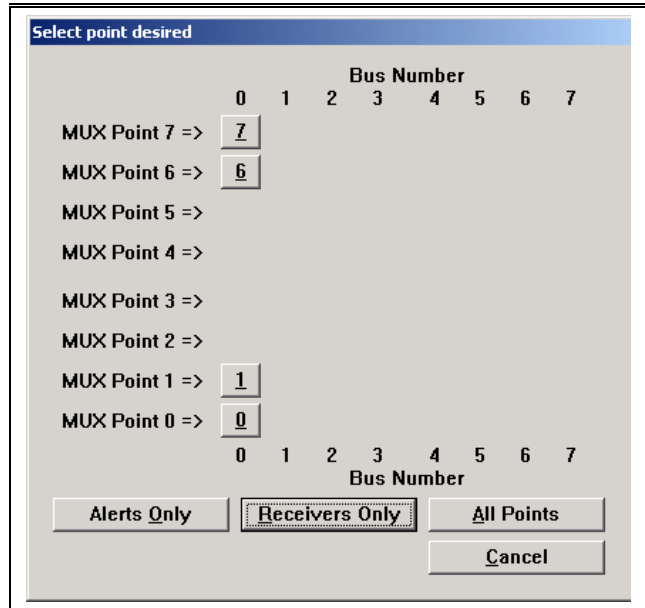 Select point desired
Bus Number
0 1 2 3 4 5 6 7
MUX Point 7 => 7
MUX Point 6 => 6
MUX Point 5 =>
MUX Point 4 =>
MUX Point 3 =>
MUX Point 2 =>
MUX Point 1 => 1
MUX Point 0 => 0
0 1 2 3 4 5 6 7
Bus Number
Alerts Only Receivers Only All Points
Cancel